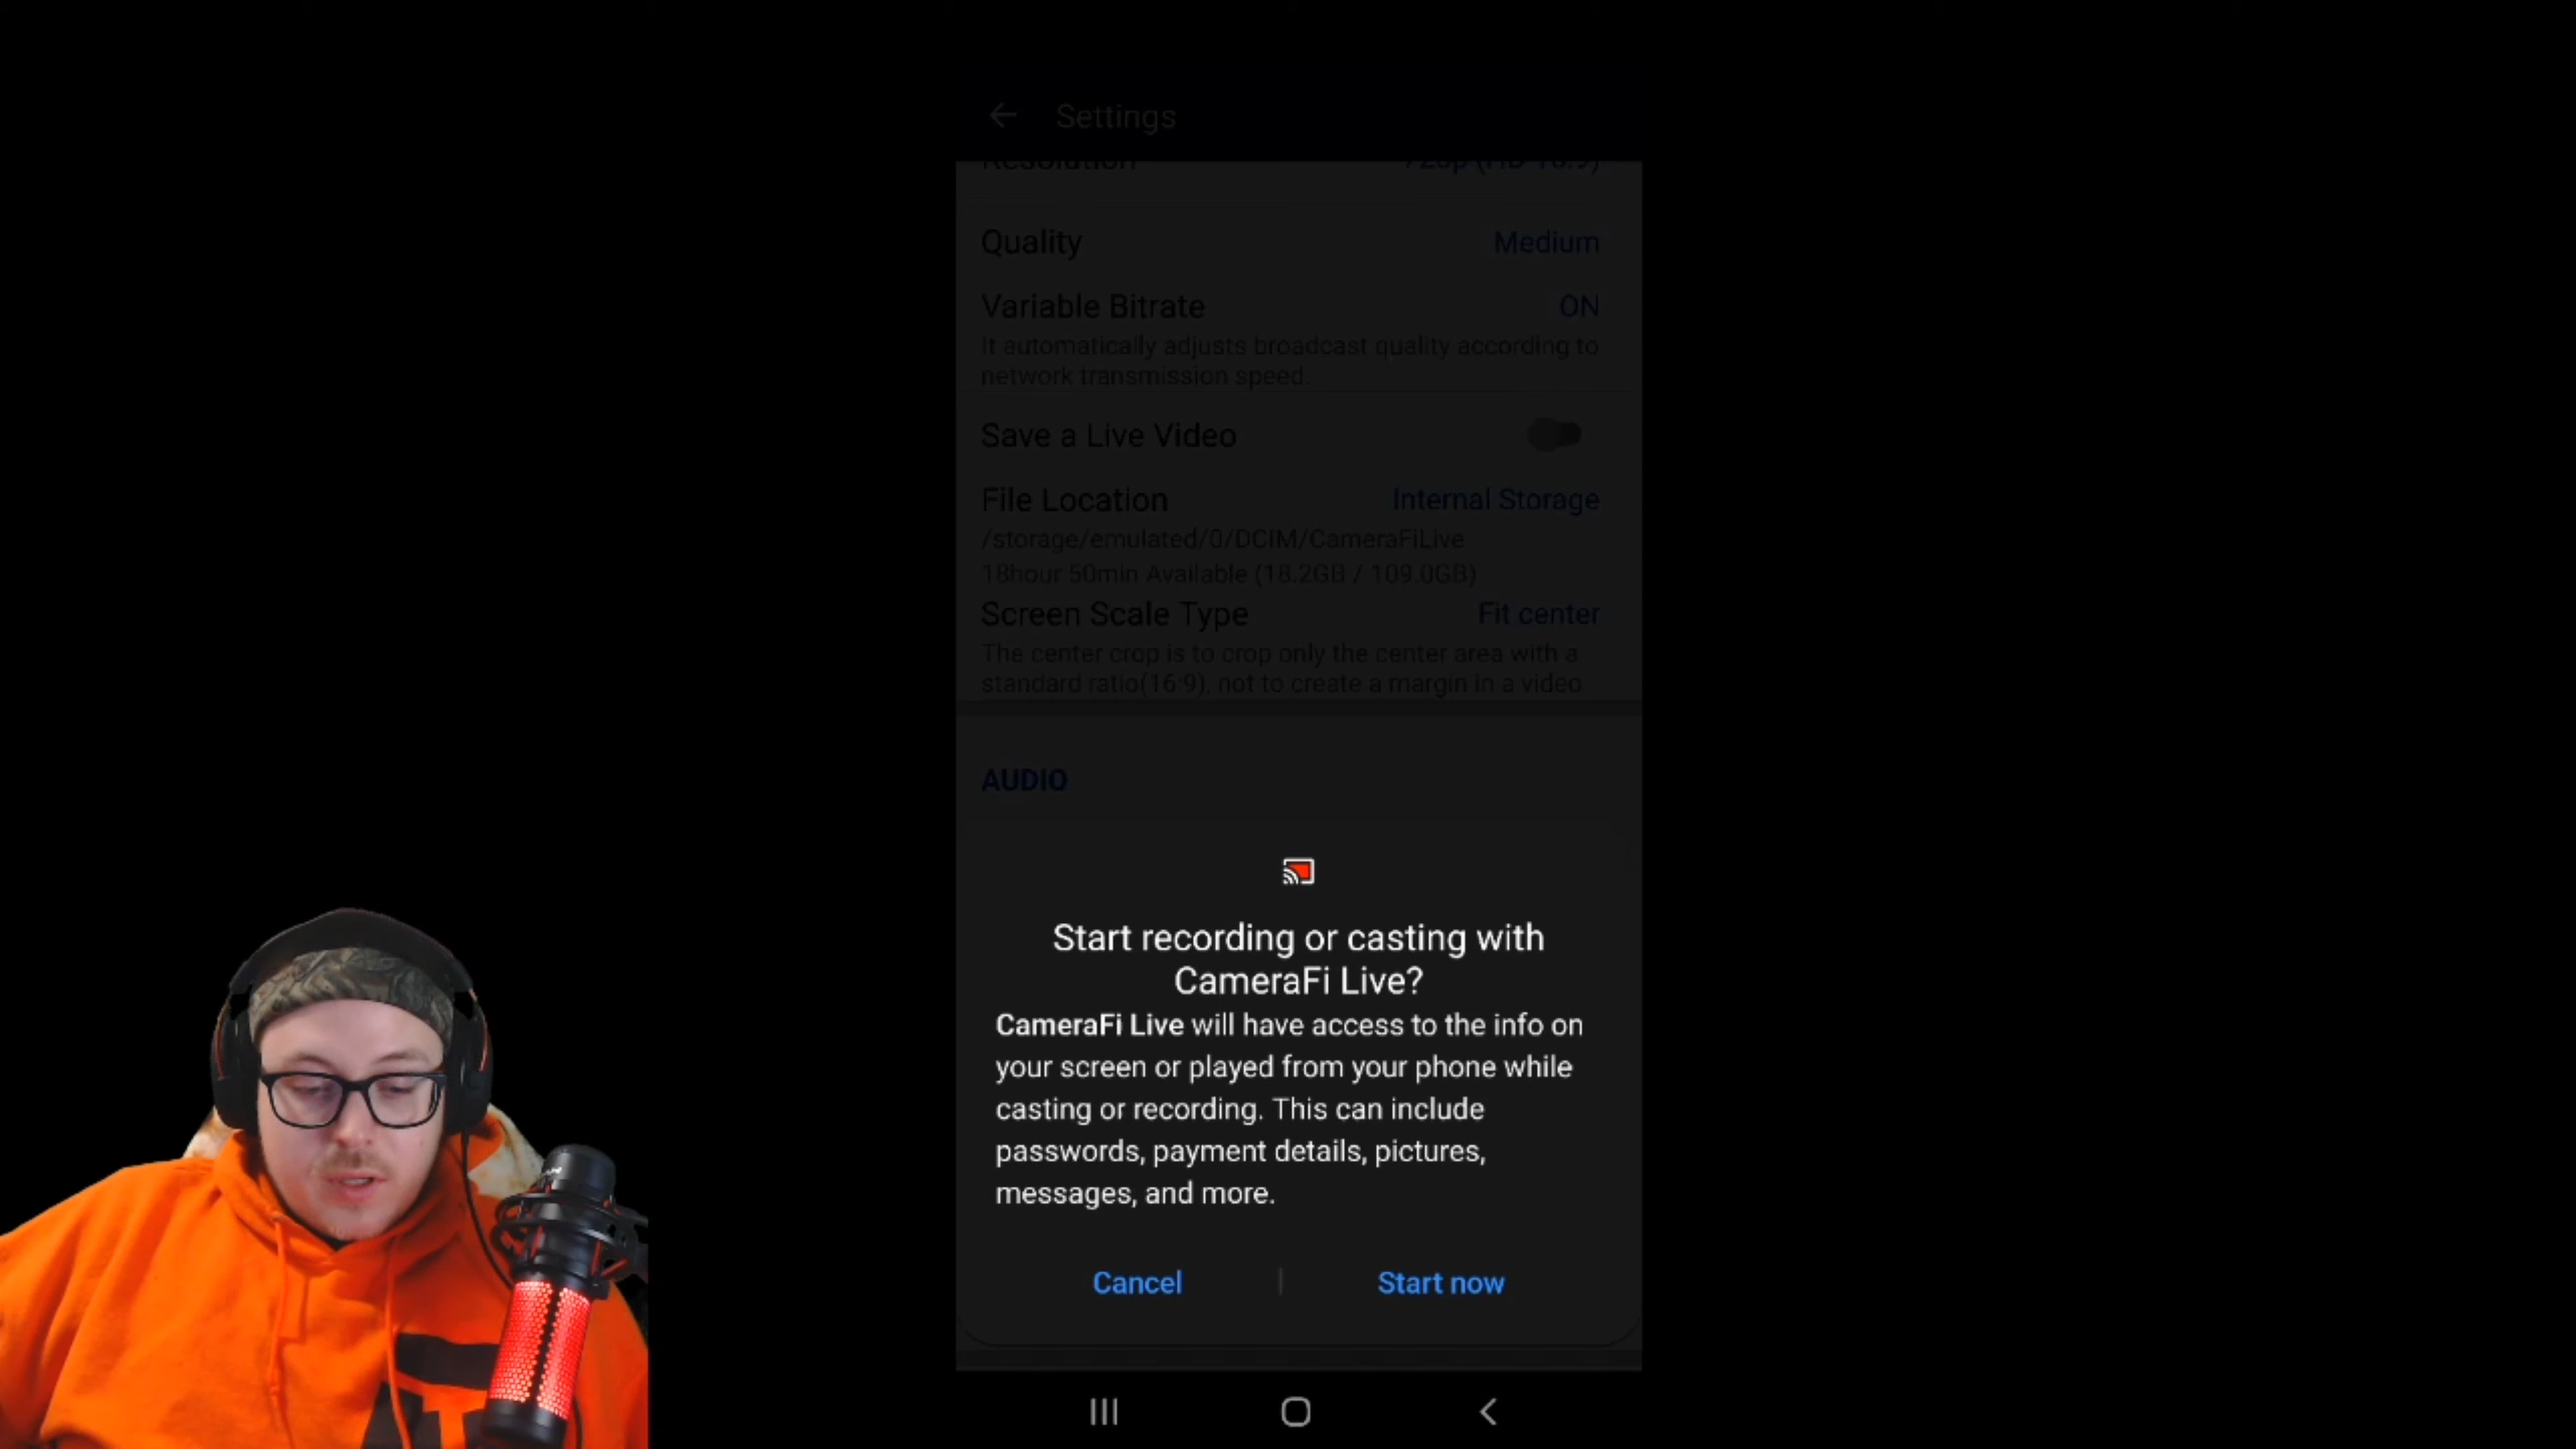 Settings
Resolution 720p (HD 16:9)
Quality Medium
Variable Bitrate ON
It automatically adjusts broadcast quality according to
network transmission speed.
Save a Live Video
File Location Internal Storage
/storage/emulated/0/DCIM/CameraFiLive
18hour 50min Available (18.2GB / 109.0GB)
Screen Scale Type Fit center
The center crop is to crop only the center area with a
standard ratio(16:9), not to create a margin in a video
AUDIO
Start recording or casting with
CameraFi Live?
CameraFi Live will have access to the info on
your screen or played from your phone while
casting or recording. This can include
passwords, payment details, pictures,
messages, and more.
Cancel Start now